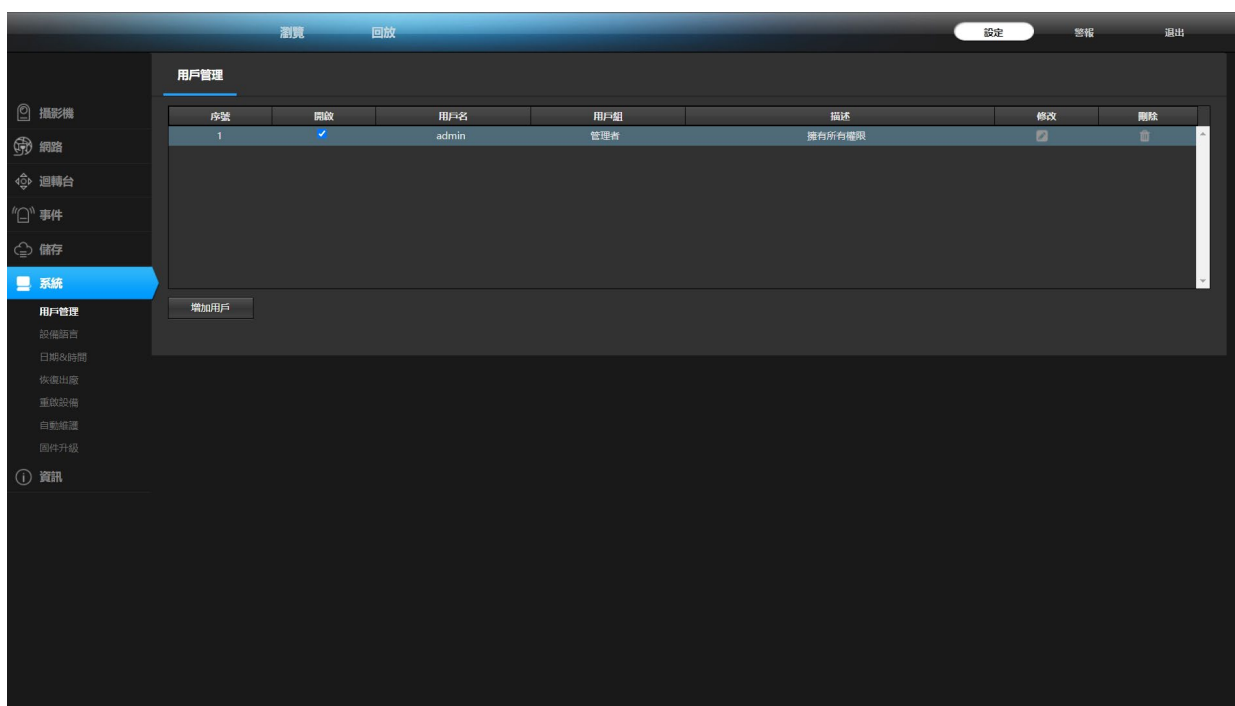 瀏覽 回放 設定 警報 退出
用戶管理
攝影機
網路
迴轉台
事件
儲存
系統
用戶管理
設備語言
日期&時間
恢復出廠
重啟設備
自動維護
固件升級
資訊
序號 開啟 用戶名 用戶組 描述 修改 刪除
1 admin 管理者 擁有所有權限
增加用戶